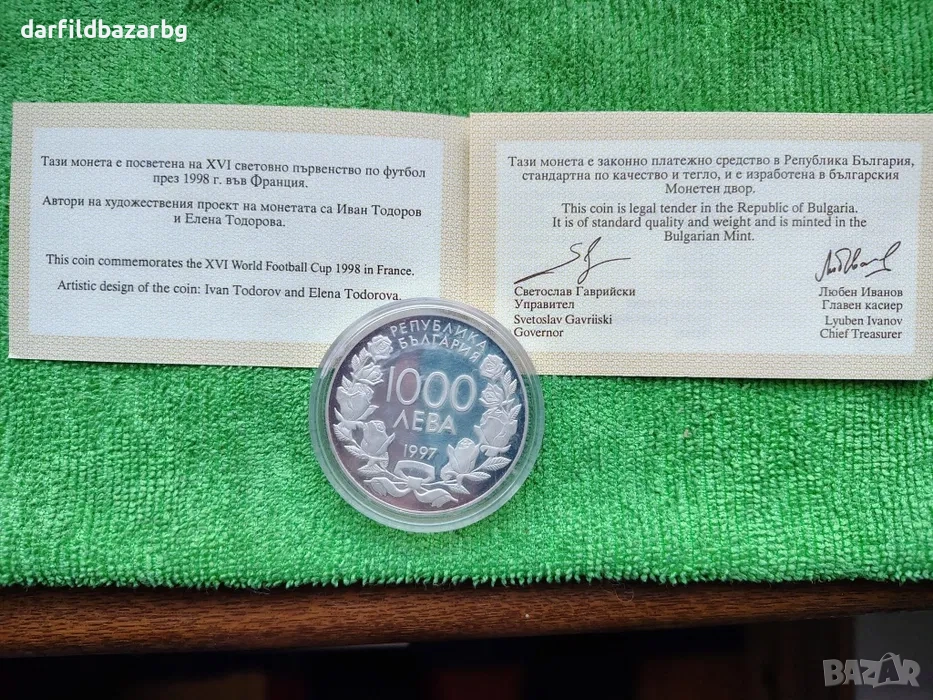 darfildbazarbg
Тази монета е посветена на XVI световно първенство по футбол
през 1998 г. във Франция.
Автори на художествения проект на монетата са Иван Тодоров
и Елена Тодорова.
This coin commemorates the XVI World Football Cup 1998 in France.
Artistic design of the coin: Ivan Todorov and Elena Todorova.
Тази монета е законно платежно средство в Република България,
стандартна по качество и тегло, и е изработена в българския
Монетен двор.
This coin is legal tender in the Republic of Bulgaria.
It is of standard quality and weight and is minted in the
Bulgarian Mint.
Светослав Гаврийски
Управител
Svetoslav Gavriiski
Governor
Любен Иванов
Главен касиер
Lyuben Ivanov
Chief Treasurer
РЕПУБЛИКА
БЪЛГАРИЯ
1000
ЛЕВА
1997
BAZAR